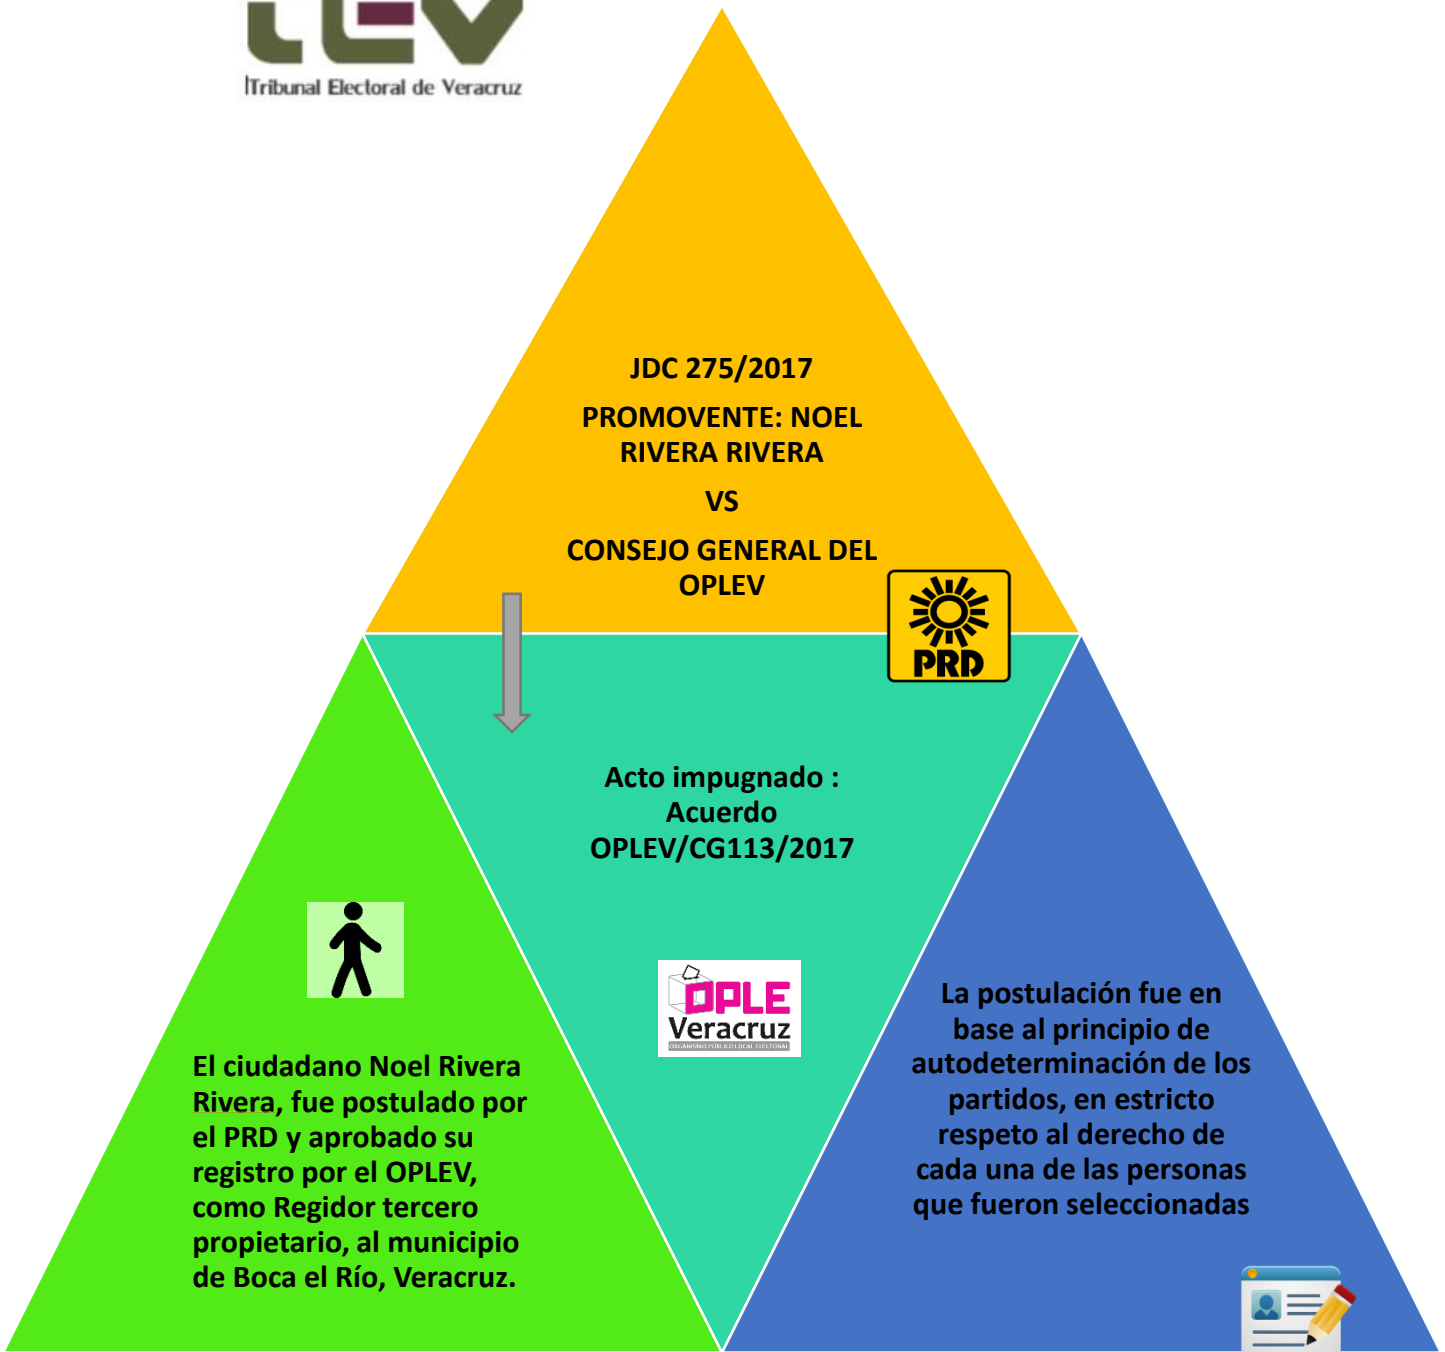 TEV
Tribunal Electoral de Veracruz
JDC 275/2017
PROMOVENTE: NOEL
RIVERA RIVERA
VS
CONSEJO GENERAL DEL
OPLEV
PRD
Acto impugnado :
Acuerdo
OPLEV/CG113/2017
OPLE
Veracruz
ORGANISMO PÚBLICO LOCAL ELECTORAL
El ciudadano Noel Rivera
Rivera, fue postulado por
el PRD y aprobado su
registro por el OPLEV,
como Regidor tercero
propietario, al municipio
de Boca el Río, Veracruz.
La postulación fue en
base al principio de
autodeterminación de los
partidos, en estricto
respeto al derecho de
cada una de las personas
que fueron seleccionadas